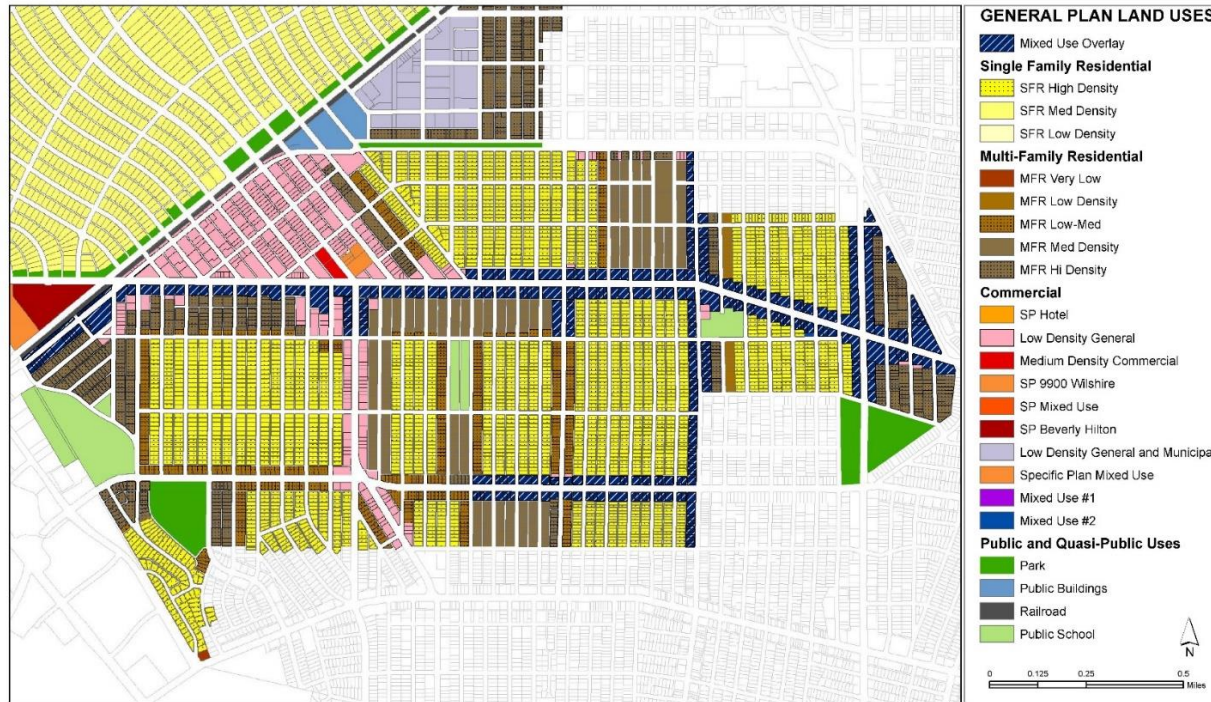 GENERAL PLAN LAND USES
Mixed Use Overlay
Single Family Residential
SFR High Density
SFR Med Density
SFR Low Density
Multi-Family Residential
MFR Very Low
MFR Low Density
MFR Low-Med
MFR Med Density
MFR Hi Density
Commercial
SP Hotel
Low Density General
Medium Density Commercial
SP 9900 Wilshire
SP Mixed Use
SP Beverly Hilton
Low Density General and Municipa
Specific Plan Mixed Use
Mixed Use #1
Mixed Use #2
Public and Quasi-Public Uses
Park
Public Buildings
Railroad
Public School
N
0 0.125 0.25 0.5
Miles